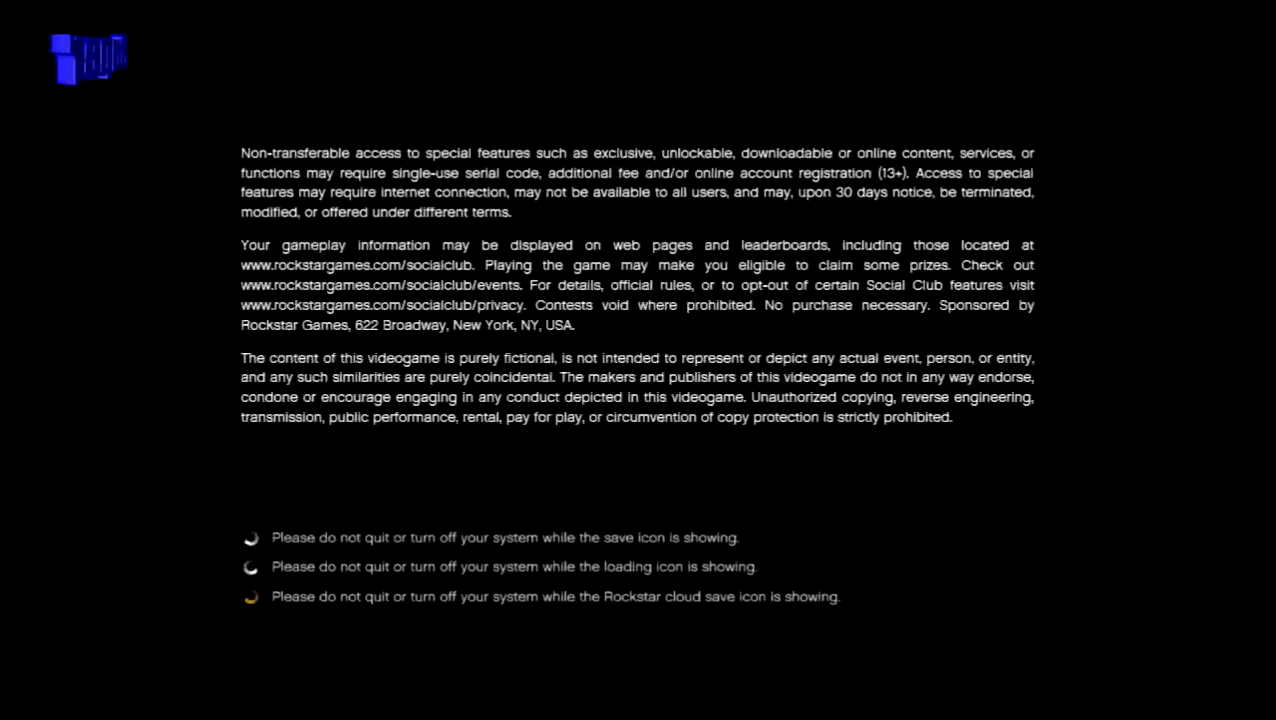 Non-transferable access to special features such as exclusive, unlockable, downloadable or online content, services, or
functions may require single-use serial code, additional fee and/or online account registration (13+). Access to special
features may require internet connection, may not be available to all users, and may, upon 30 days notice, be terminated,
modified, or offered under different terms.
Your gameplay information may be displayed on web pages and leaderboards, including those located at
www.rockstargames.com/socialclub. Playing the game may make you eligible to claim some prizes. Check out
www.rockstargames.com/socialclub/events. For details, official rules, or to opt-out of certain Social Club features visit
www.rockstargames.com/socialclub/privacy. Contests void where prohibited. No purchase necessary. Sponsored by
Rockstar Games, 622 Broadway, New York, NY, USA.
The content of this videogame is purely fictional, is not intended to represent or depict any actual event, person, or entity,
and any such similarities are purely coincidental. The makers and publishers of this videogame do not in any way endorse,
condone or encourage engaging in any conduct depicted in this videogame. Unauthorized copying, reverse engineering,
transmission, public performance, rental, pay for play, or circumvention of copy protection is strictly prohibited.
Please do not quit or turn off your system while the save icon is showing.
Please do not quit or turn off your system while the loading icon is showing.
Please do not quit or turn off your system while the Rockstar cloud save icon is showing.